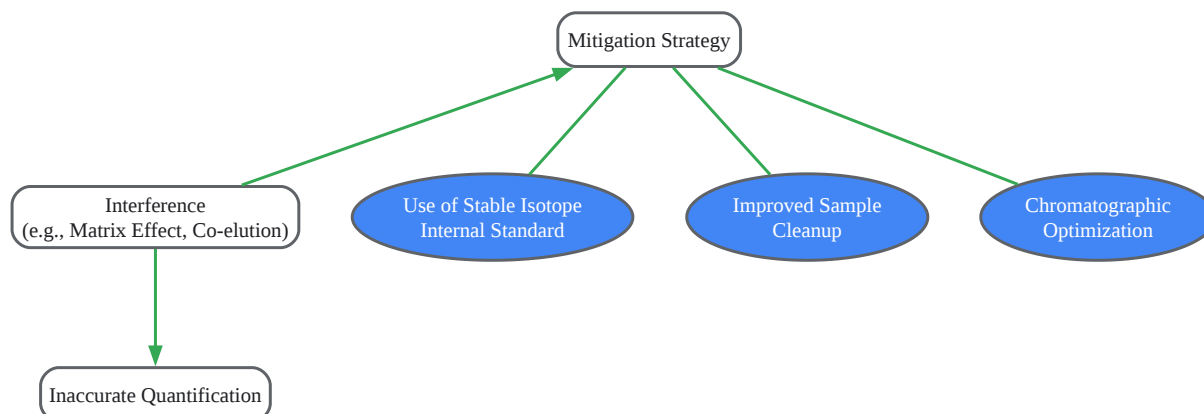 Mitigation Strategy
Interference
(e.g., Matrix Effect, Co-elution)
Use of Stable Isotope
Internal Standard
Improved Sample
Cleanup
Chromatographic
Optimization
Inaccurate Quantification